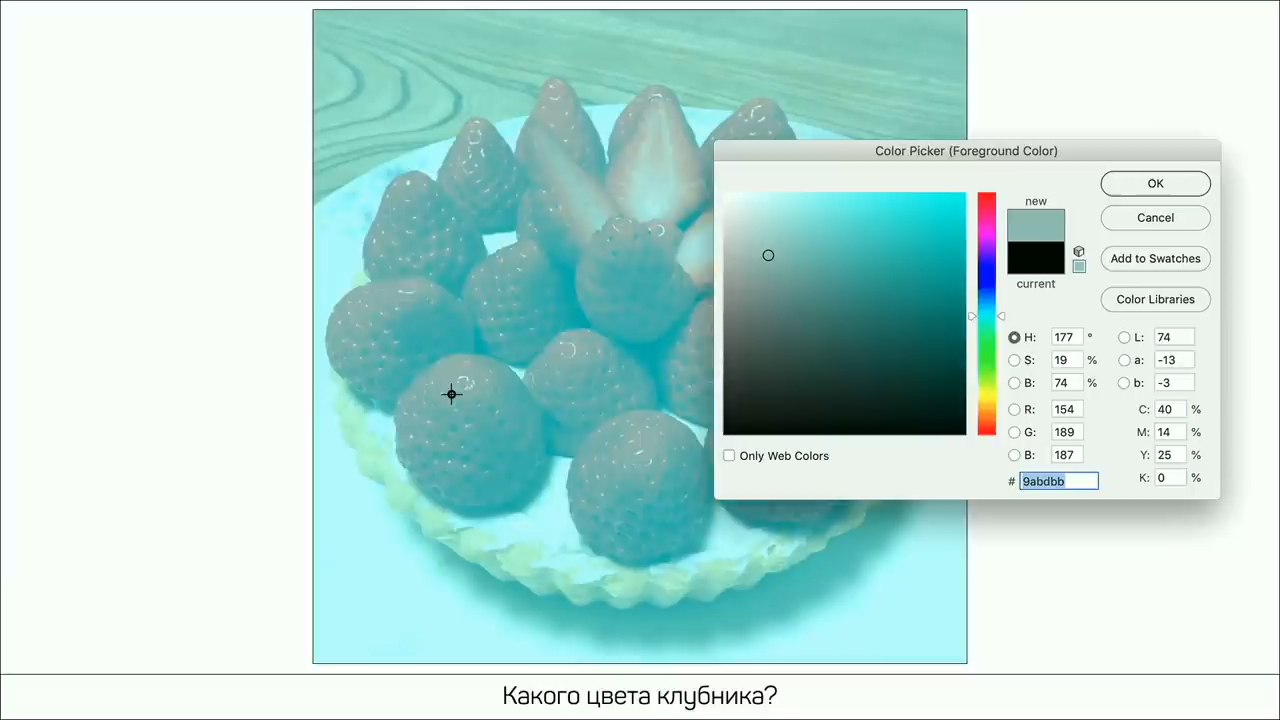 Color Picker (Foreground Color)
new
current
OK
Cancel
Add to Swatches
Color Libraries
H: 177 °
S: 19 %
B: 74 %
R: 154
G: 189
B: 187
# 9abdbb
L: 74
a: -13
b: -3
C: 40 %
M: 14 %
Y: 25 %
K: 0 %
Only Web Colors
Какого цвета клубника?